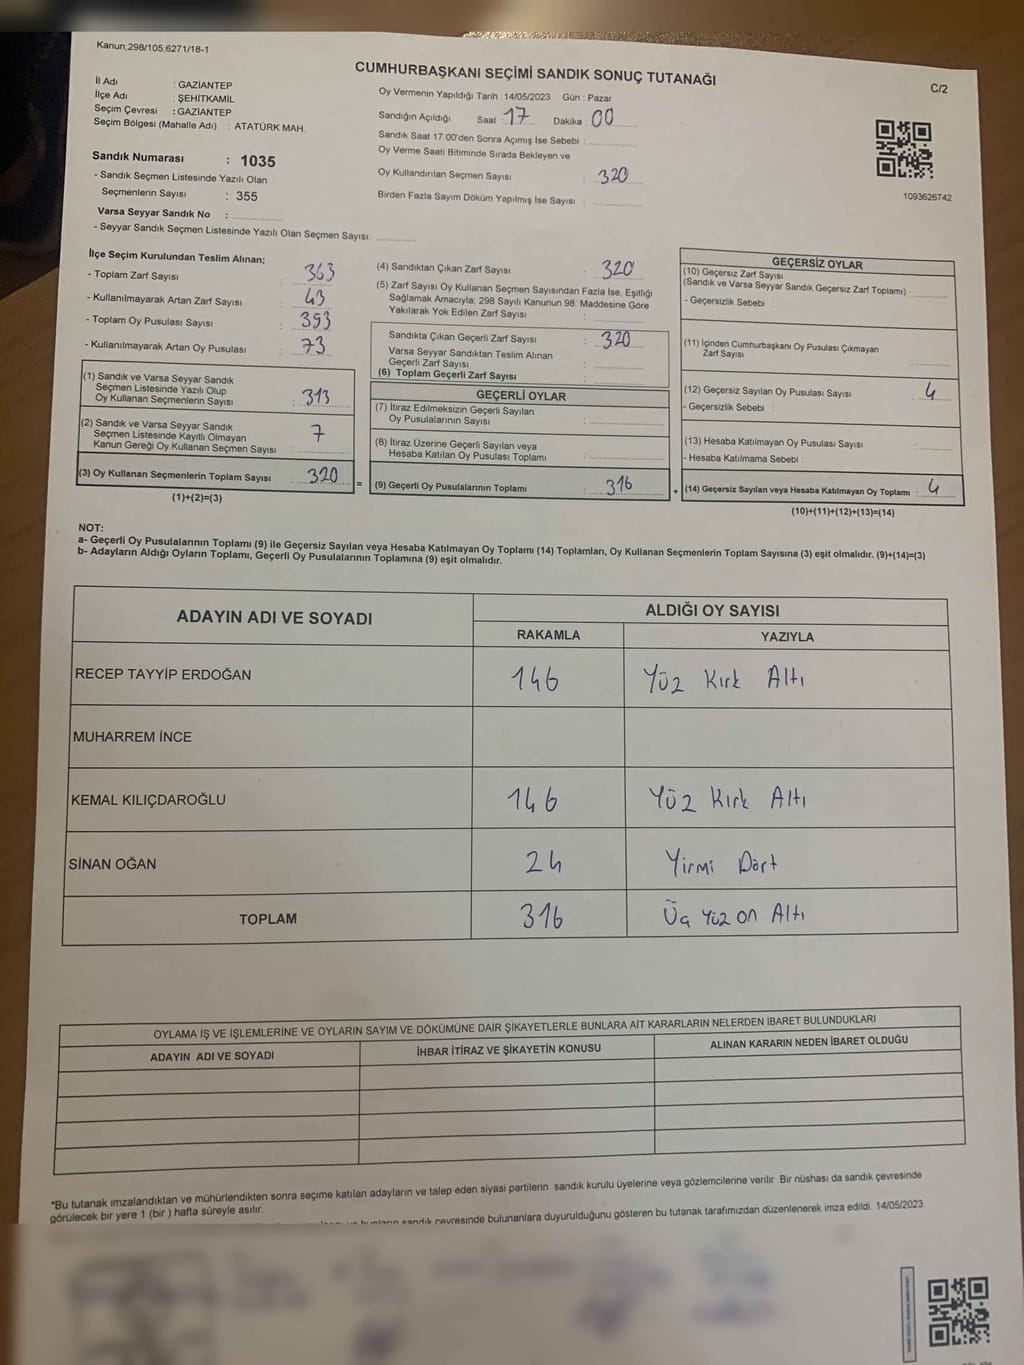 Kanun;298/105;6271/18-1
CUMHURBAŞKANI SEÇİMİ SANDIK SONUÇ TUTANAĞI
C/2
İl Adı : GAZİANTEP
İlçe Adı : ŞEHİTKAMİL
Seçim Çevresi : GAZİANTEP
Seçim Bölgesi (Mahalle Adı) : ATATÜRK MAH.
Oy Vermenin Yapıldığı Tarih : 14/05/2023 Gün : Pazar
Sandığın Açıldığı Saat : 17 Dakika : 00
Sandık Saat 17:00'den Sonra Açımış İse Sebebi :
Oy Verme Saati Bitiminde Sırada Bekleyen ve
Oy Kullandırılan Seçmen Sayısı : 320
Birden Fazla Sayım Döküm Yapılmış İse Sayısı :
1093626742
Sandık Numarası : 1035
- Sandık Seçmen Listesinde Yazılı Olan
Seçmenlerin Sayısı : 355
Varsa Seyyar Sandık No :
- Seyyar Sandık Seçmen Listesinde Yazılı Olan Seçmen Sayısı:
İlçe Seçim Kurulundan Teslim Alınan;
- Toplam Zarf Sayısı : 363
- Kullanılmayarak Artan Zarf Sayısı : 43
- Toplam Oy Pusulası Sayısı : 393
- Kullanılmayarak Artan Oy Pusulası : 73
(1) Sandık ve Varsa Seyyar Sandık
Seçmen Listesinde Yazılı Olup
Oy Kullanan Seçmenlerin Sayısı : 313
(2) Sandık ve Varsa Seyyar Sandık
Seçmen Listesinde Kayıtlı Olmayan
Kanun Gereği Oy Kullanan Seçmen Sayısı : 7
(3) Oy Kullanan Seçmenlerin Toplam Sayısı : 320
(1)+(2)=(3)
=
(4) Sandıktan Çıkan Zarf Sayısı : 320
(5) Zarf Sayısı Oy Kullanan Seçmen Sayısından Fazla İse, Eşitliği
Sağlamak Amacıyla; 298 Sayılı Kanunun 98. Maddesine Göre
Yakılarak Yok Edilen Zarf Sayısı :
Sandıkta Çıkan Geçerli Zarf Sayısı : 320
Varsa Seyyar Sandıktan Teslim Alınan
Geçerli Zarf Sayısı :
(6) Toplam Geçerli Zarf Sayısı :
GEÇERLİ OYLAR
(7) İtiraz Edilmeksizin Geçerli Sayılan
Oy Pusulalarının Sayısı :
(8) İtiraz Üzerine Geçerli Sayılan veya
Hesaba Katılan Oy Pusulası Toplamı :
(9) Geçerli Oy Pusulalarının Toplamı : 316
+
GEÇERSİZ OYLAR
(10) Geçersiz Zarf Sayısı
(Sandık ve Varsa Seyyar Sandık Geçersiz Zarf Toplamı) :
- Geçersizlik Sebebi :
(11) İçinden Cumhurbaşkanı Oy Pusulası Çıkmayan
Zarf Sayısı :
(12) Geçersiz Sayılan Oy Pusulası Sayısı : 4
- Geçersizlik Sebebi :
(13) Hesaba Katılmayan Oy Pusulası Sayısı :
- Hesaba Katılmama Sebebi :
(14) Geçersiz Sayılan veya Hesaba Katılmayan Oy Toplamı : 4
(10)+(11)+(12)+(13)=(14)
NOT:
a- Geçerli Oy Pusulalarının Toplamı (9) ile Geçersiz Sayılan veya Hesaba Katılmayan Oy Toplamı (14) Toplamları, Oy Kullanan Seçmenlerin Toplam Sayısına (3) eşit olmalıdır. (9)+(14)=(3)
b- Adayların Aldığı Oyların Toplamı, Geçerli Oy Pusulalarının Toplamına (9) eşit olmalıdır.
ADAYIN ADI VE SOYADI
ALDIĞI OY SAYISI
RAKAMLA YAZIYLA
RECEP TAYYİP ERDOĞAN 146 Yüz Kırk Altı
MUHARREM İNCE
KEMAL KILIÇDAROĞLU 146 Yüz Kırk Altı
SİNAN OĞAN 24 Yirmi Dört
TOPLAM 316 Üç Yüz on Altı
OYLAMA İŞ VE İŞLEMLERİNE VE OYLARIN SAYIM VE DÖKÜMÜNE DAİR ŞİKAYETLERLE BUNLARA AİT KARARLARIN NELERDEN İBARET BULUNDUKLARI
ADAYIN ADI VE SOYADI İHBAR İTİRAZ VE ŞİKAYETİN KONUSU ALINAN KARARIN NEDEN İBARET OLDUĞU
*Bu tutanak imzalandıktan ve mühürlendikten sonra seçime katılan adayların ve talep eden siyasi partilerin sandık kurulu üyelerine veya gözlemcilerine verilir. Bir nüshası da sandık çevresinde
görülecek bir yere 1 (bir ) hafta süreyle asılır.
sandık çevresinde bulunanlara duyurulduğunu gösteren bu tutanak tarafımızdan düzenlenerek imza edildi. 14/05/2023